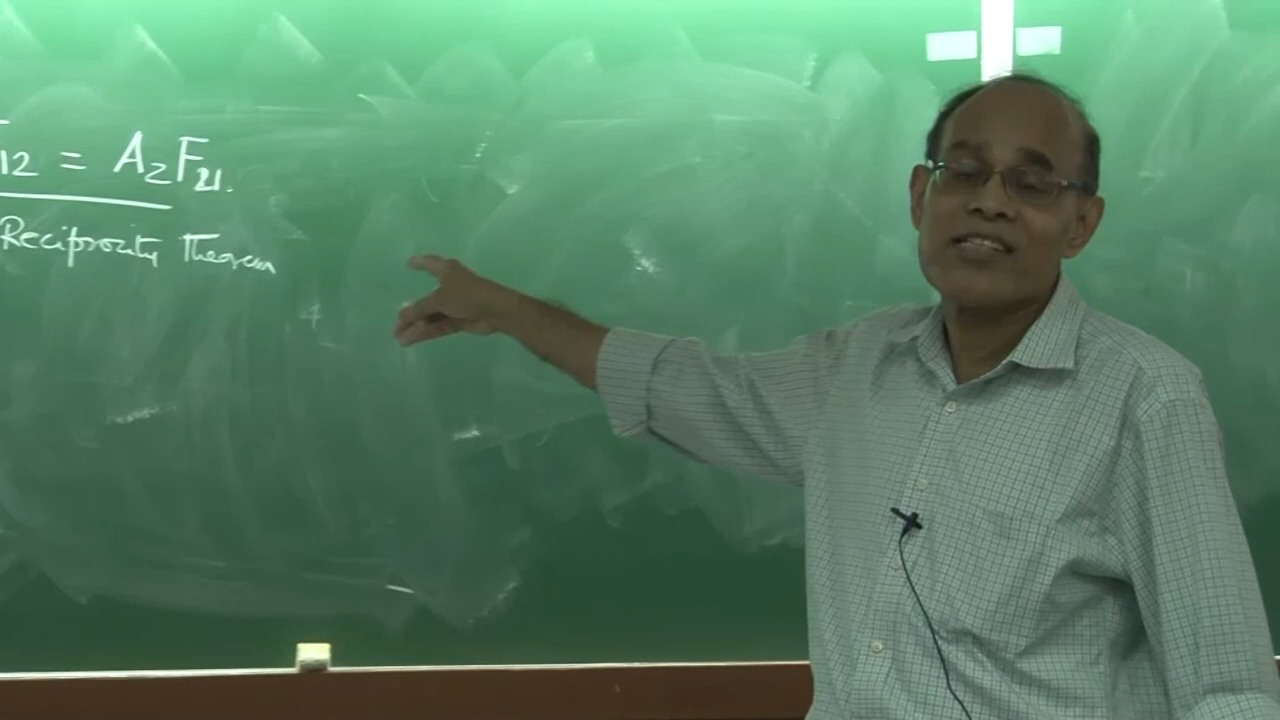 12 = A2F21.
Reciprocity Theorem